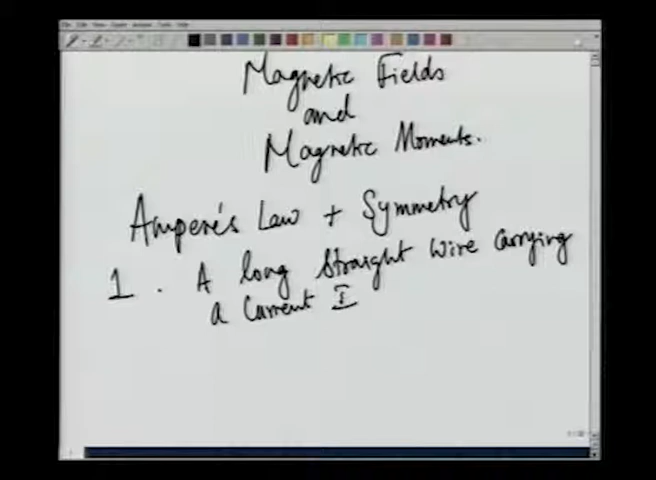 Magnetic Fields
and
Magnetic Moments.
Ampere's Law + Symmetry
1. A long Straight wire carrying
a Current I